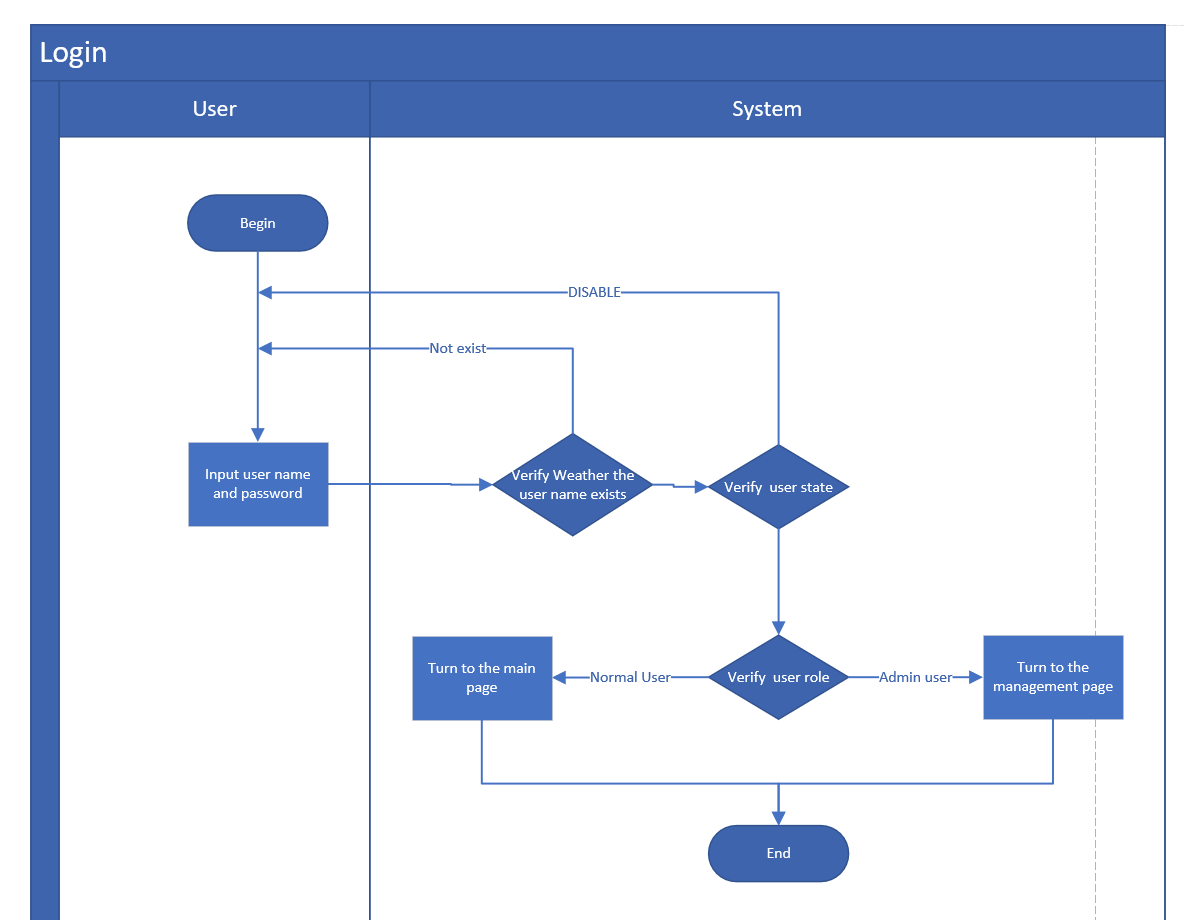 Login
User
System
Begin
DISABLE
Not exist
Input user name
and password
Verify Weather the
user name exists
Verify  user state
Turn to the main
page
Normal User
Verify  user role
Admin user
Turn to the
management page
End